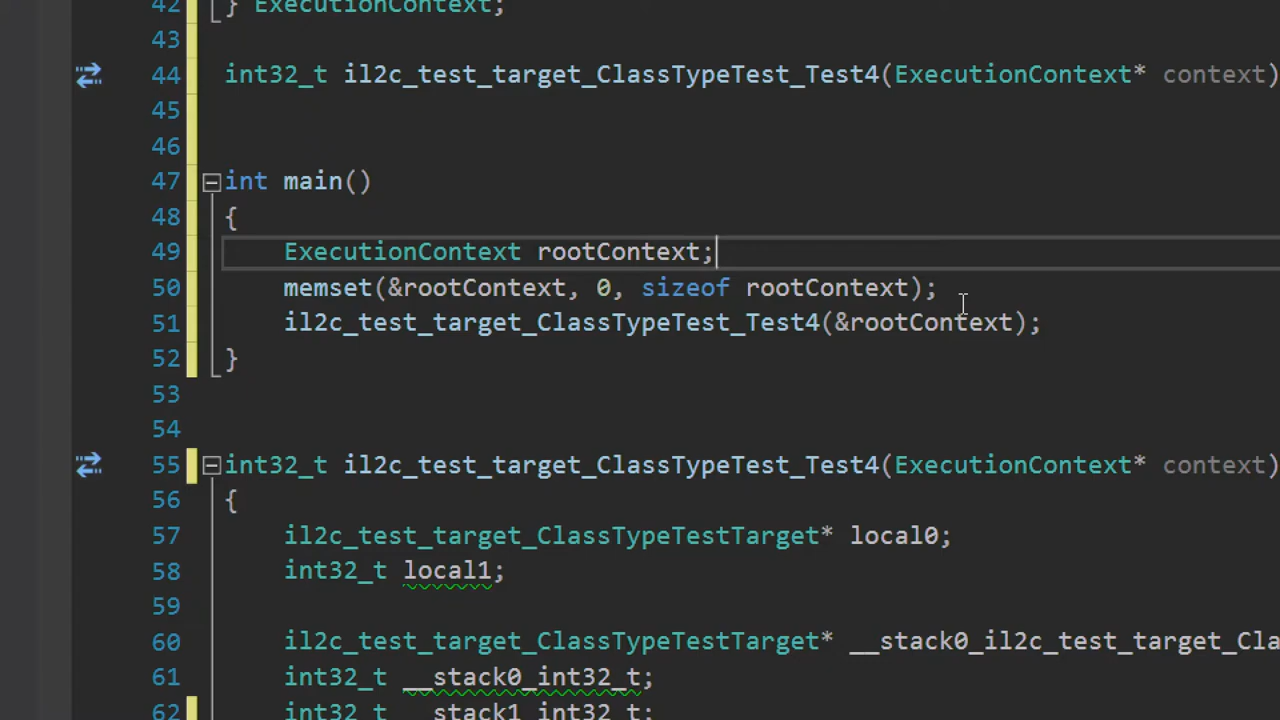 42 } ExecutionContext;
43
44 int32_t il2c_test_target_ClassTypeTest_Test4(ExecutionContext* context)
45
46
47 int main()
48 {
49 ExecutionContext rootContext;
50 memset(&rootContext, 0, sizeof rootContext);
51 il2c_test_target_ClassTypeTest_Test4(&rootContext);
52 }
53
54
55 int32_t il2c_test_target_ClassTypeTest_Test4(ExecutionContext* context)
56 {
57 il2c_test_target_ClassTypeTestTarget* local0;
58 int32_t local1;
59
60 il2c_test_target_ClassTypeTestTarget* __stack0_il2c_test_target_Cla
61 int32_t __stack0_int32_t;
62 int32_t __stack1_int32_t;